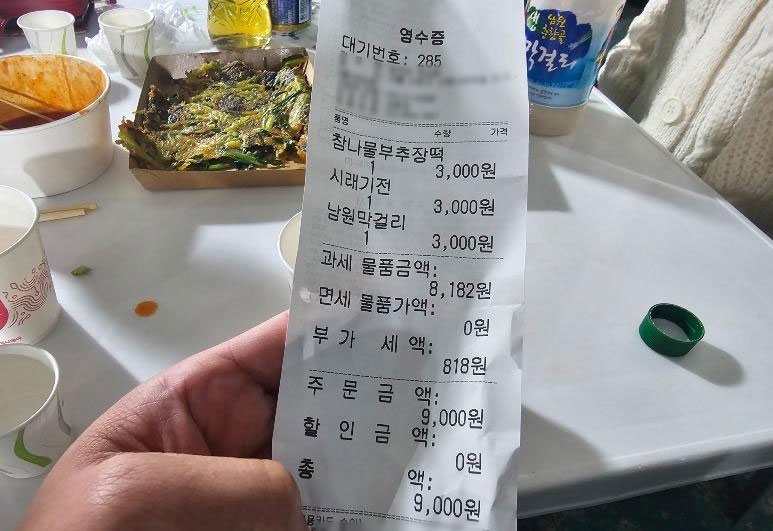 영수증
대기번호: 285
품명 수량 가격
참나물부추장떡
1 3,000원
시래기전
1 3,000원
남원막걸리
1 3,000원
과세 물품금액:
8,182원
면세 물품가액:
0원
부 가 세 액:
818원
주 문 금 액:
9,000원
할 인 금 액:
0원
총 액:
9,000원
생 남원
막걸리